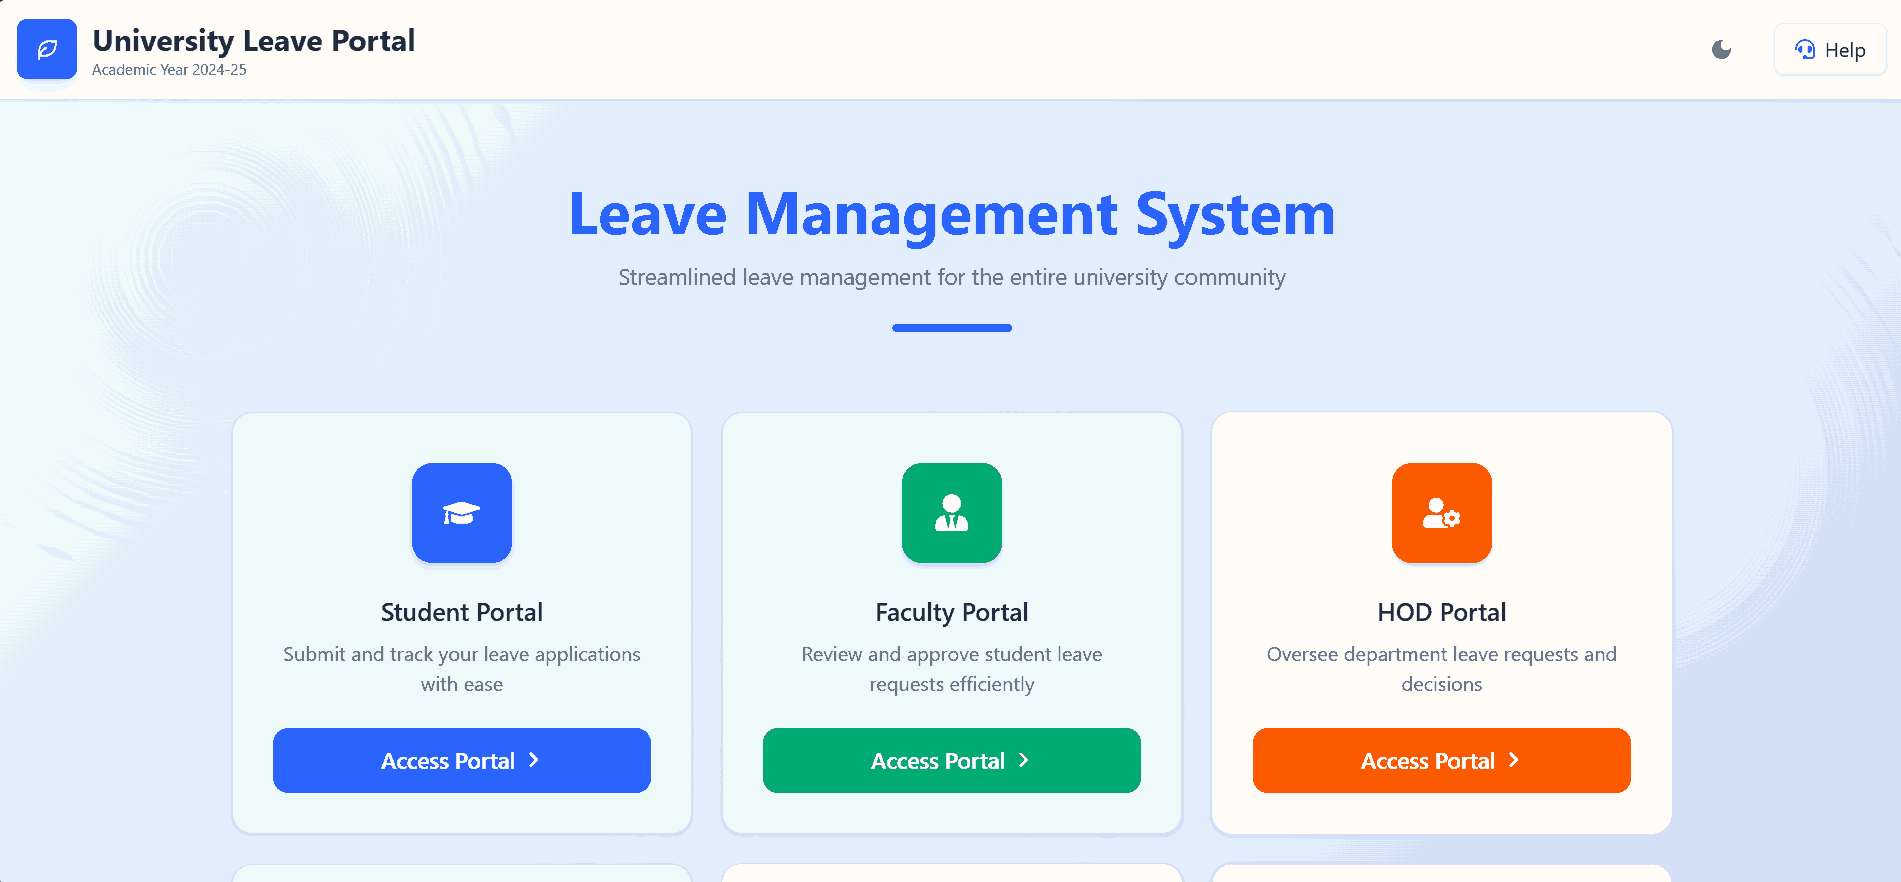 University Leave Portal
Academic Year 2024-25
Help
Leave Management System
Streamlined leave management for the entire university community
Student Portal
Submit and track your leave applications
with ease
Access Portal
Faculty Portal
Review and approve student leave
requests efficiently
Access Portal
HOD Portal
Oversee department leave requests and
decisions
Access Portal